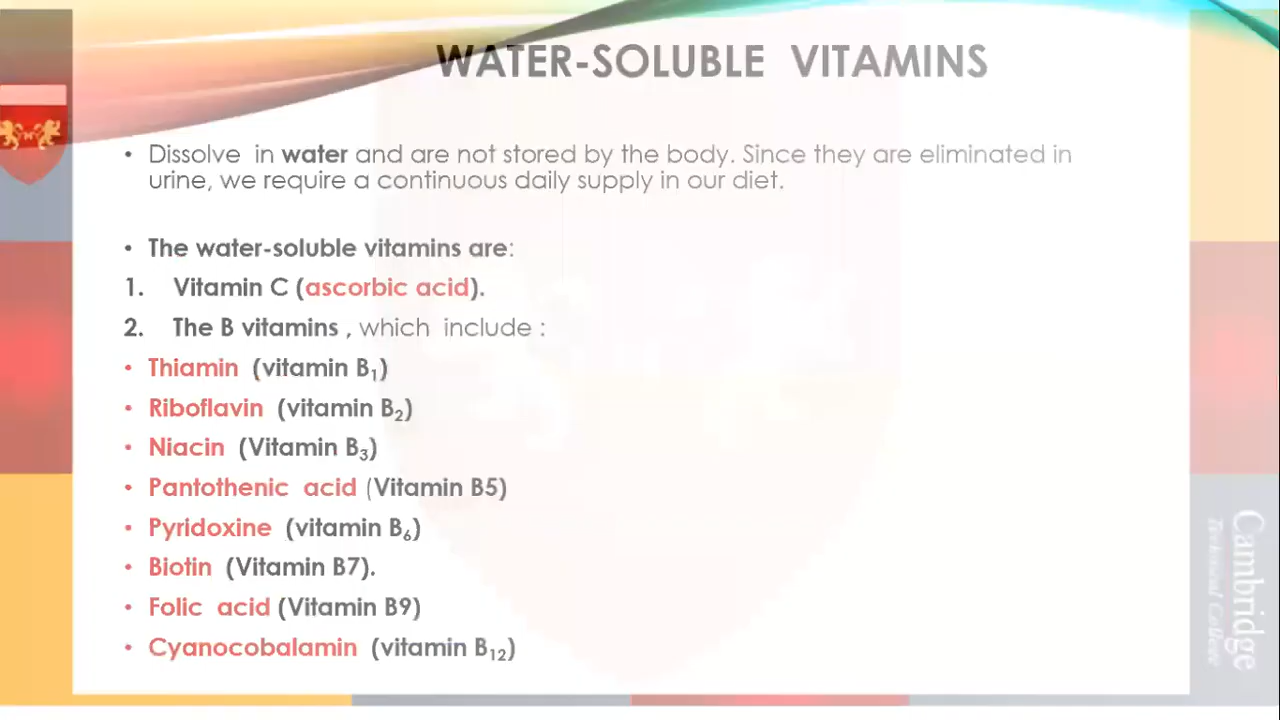 WATER-SOLUBLE VITAMINS
• Dissolve in water and are not stored by the body. Since they are eliminated in
urine, we require a continuous daily supply in our diet.
• The water-soluble vitamins are:
1. Vitamin C (ascorbic acid).
2. The B vitamins , which include :
• Thiamin (vitamin B₁)
• Riboflavin (vitamin B₂)
• Niacin (Vitamin B₃)
• Pantothenic acid (Vitamin B5)
• Pyridoxine (vitamin B₆)
• Biotin (Vitamin B7).
• Folic acid (Vitamin B9)
• Cyanocobalamin (vitamin B₁₂)
Cambridge
Technical College